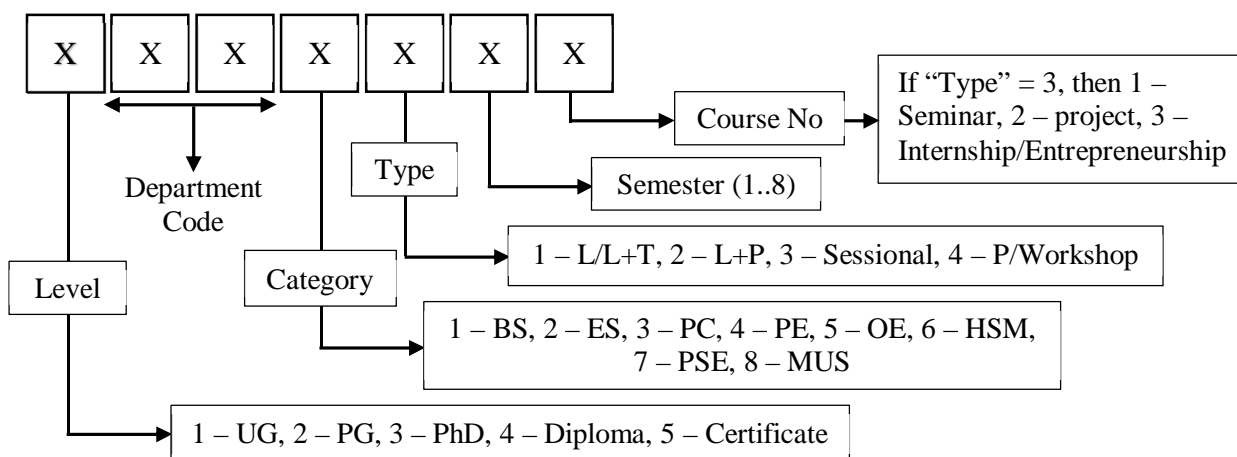 X X X X X X X
If “Type” = 3, then 1 –
Seminar, 2 – project, 3 –
Internship/Entrepreneurship
Course No
Type
Semester (1..8)
Department
Code
1 – L/L+T, 2 – L+P, 3 – Sessional, 4 – P/Workshop
Category
Level
1 – BS, 2 – ES, 3 – PC, 4 – PE, 5 – OE, 6 – HSM,
7 – PSE, 8 – MUS
1 – UG, 2 – PG, 3 – PhD, 4 – Diploma, 5 – Certificate